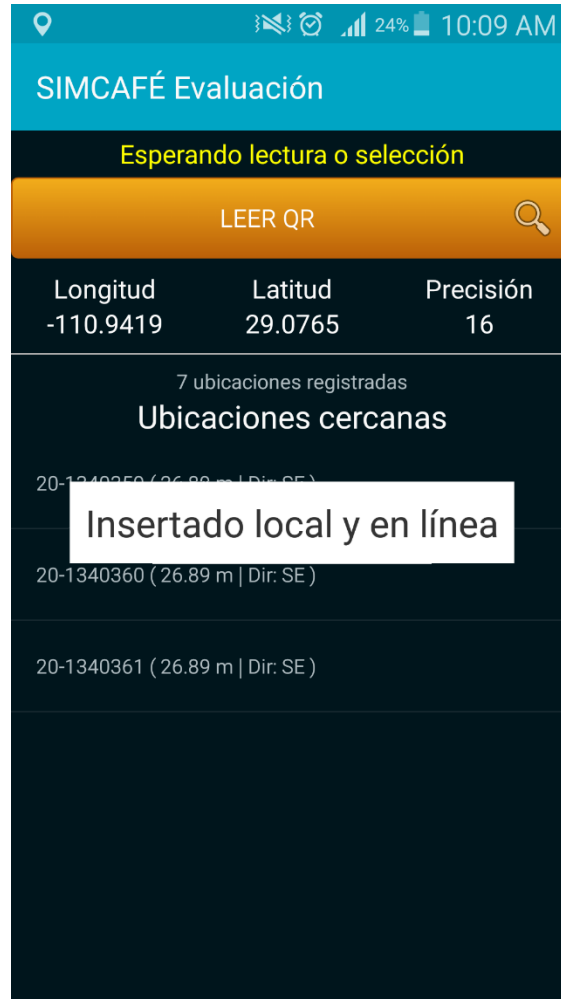 24% 10:09 AM
SIMCAFÉ Evaluación
Esperando lectura o selección
LEER QR
Longitud Latitud Precisión
-110.9419 29.0765 16
7 ubicaciones registradas
Ubicaciones cercanas
Insertado local y en línea
20-1340360 ( 26.89 m | Dir: SE )
20-1340361 ( 26.89 m | Dir: SE )